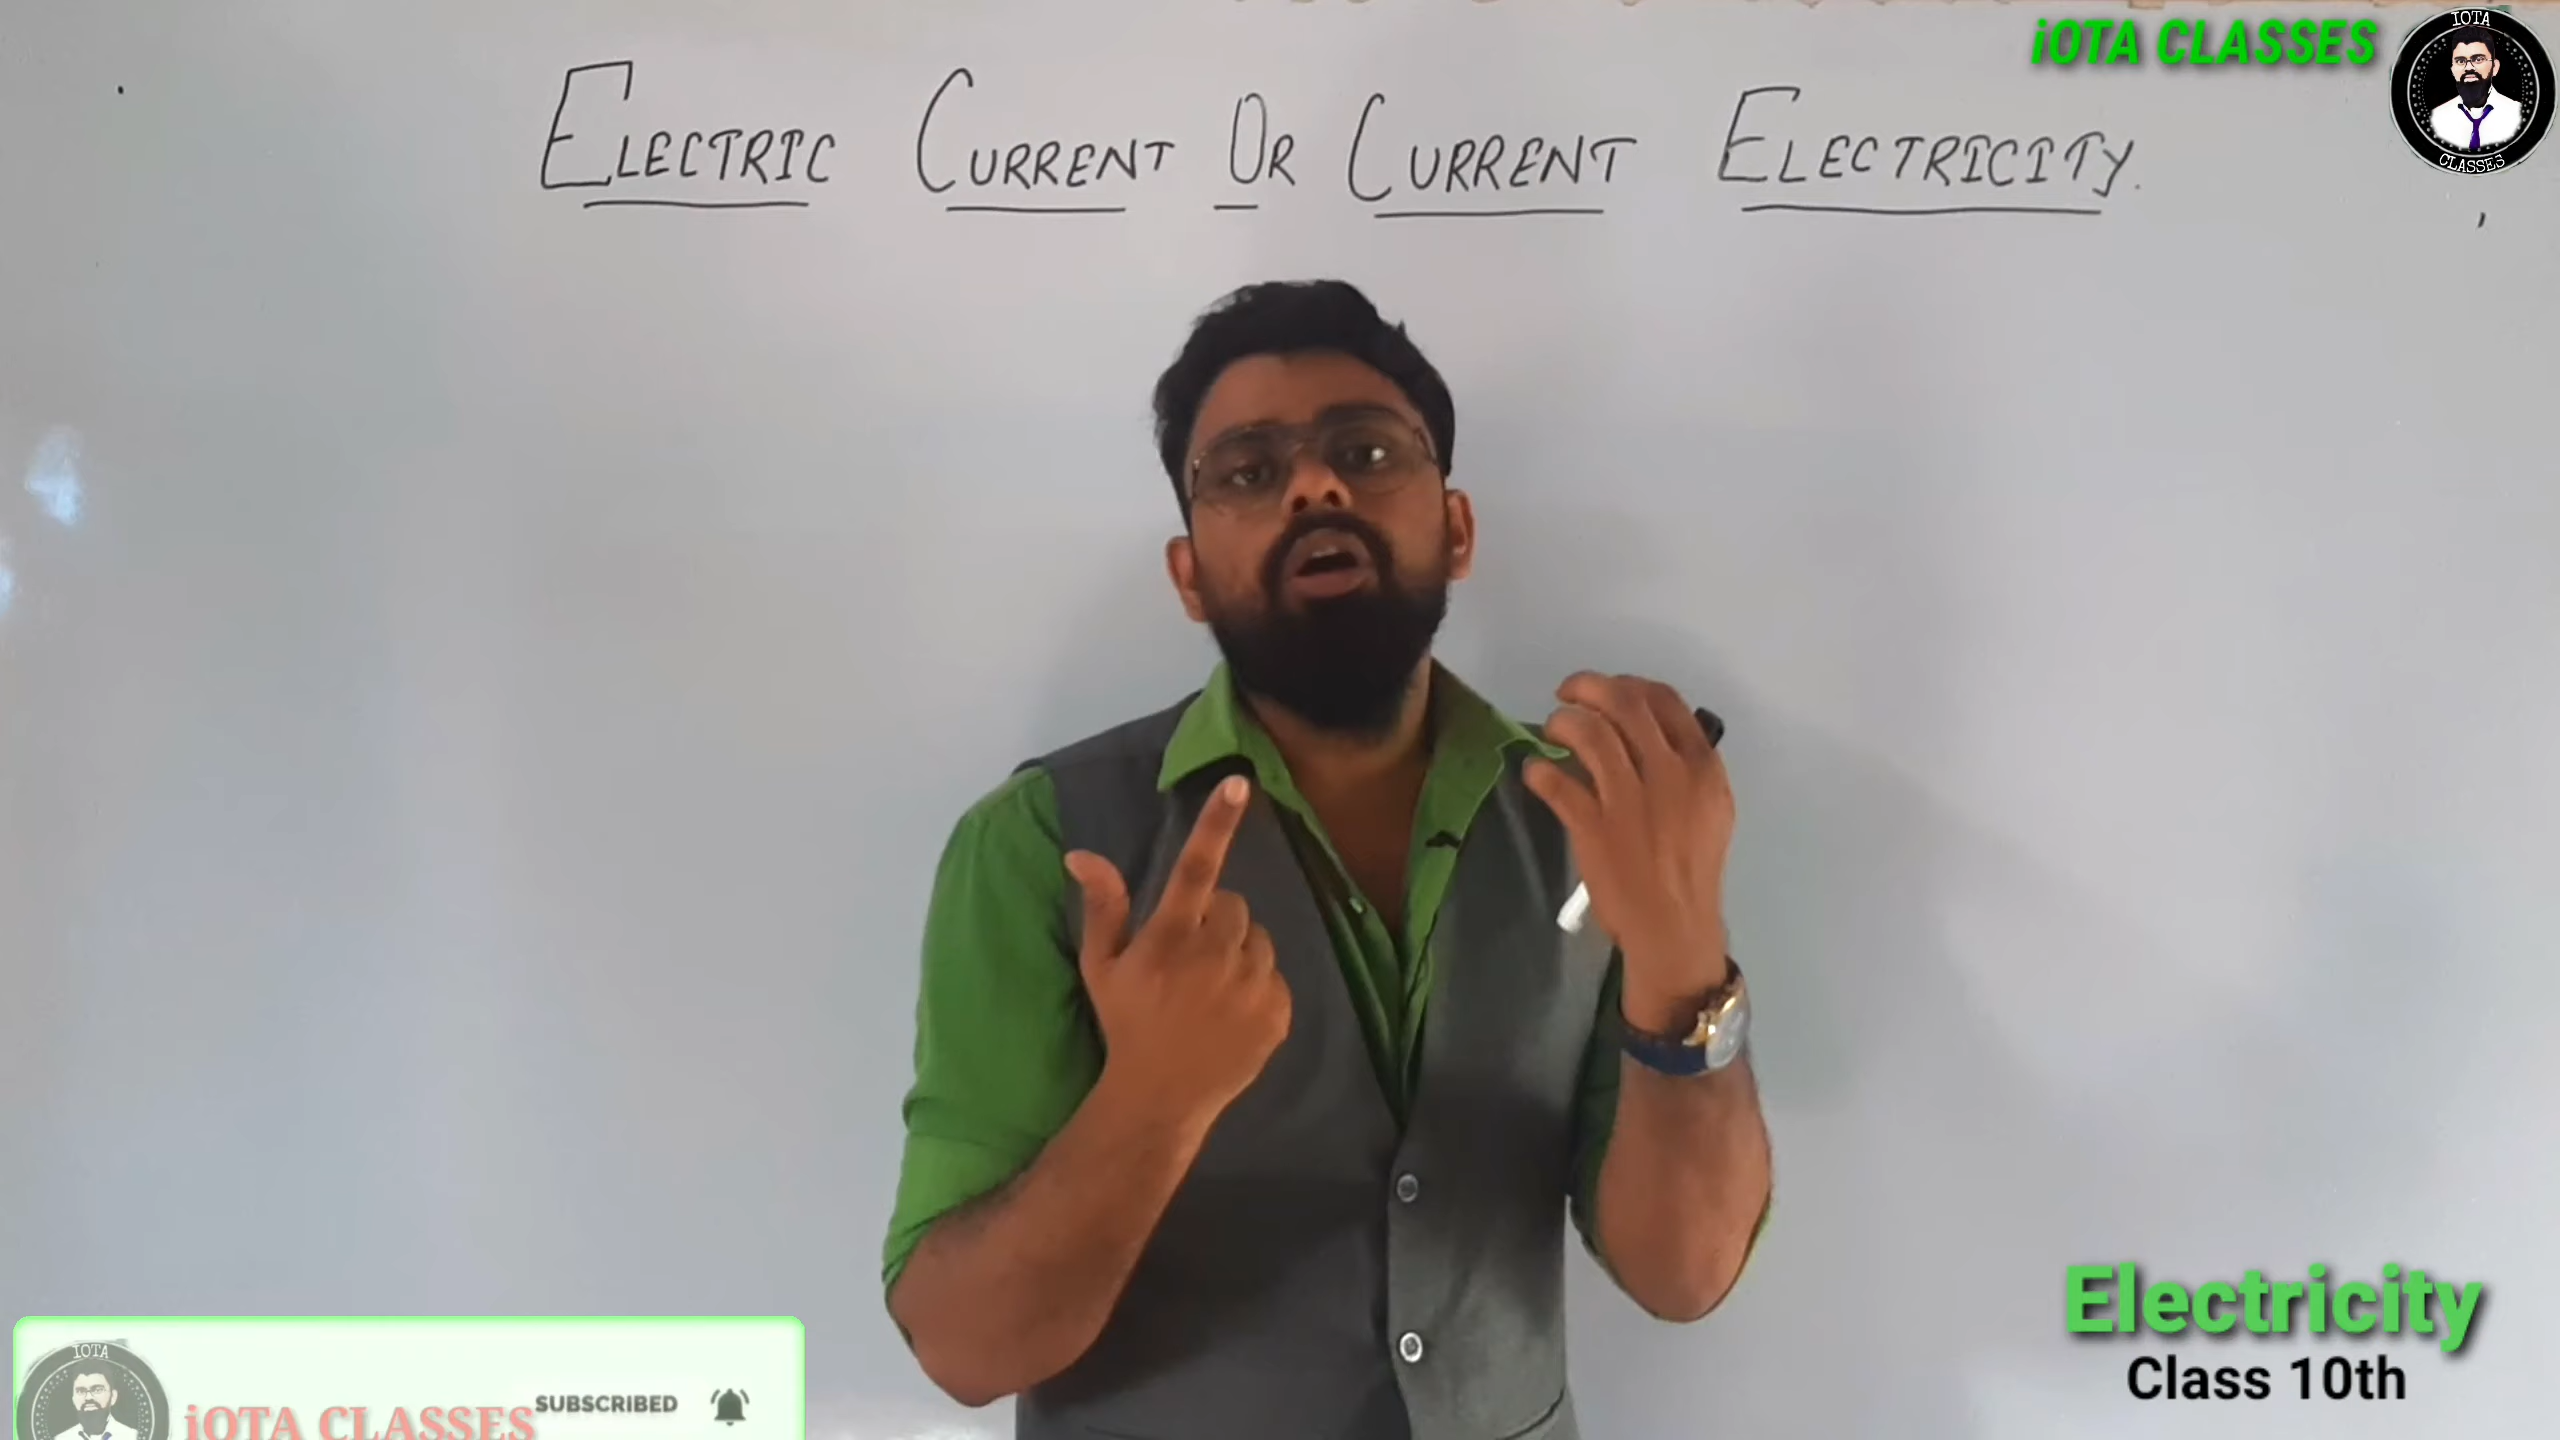 iOTA CLASSES
IOTA
CLASSES
ELECTRIC CURRENT OR CURRENT ELECTRICITY.
Electricity
Class 10th
IOTA
iOTA CLASSES
SUBSCRIBED